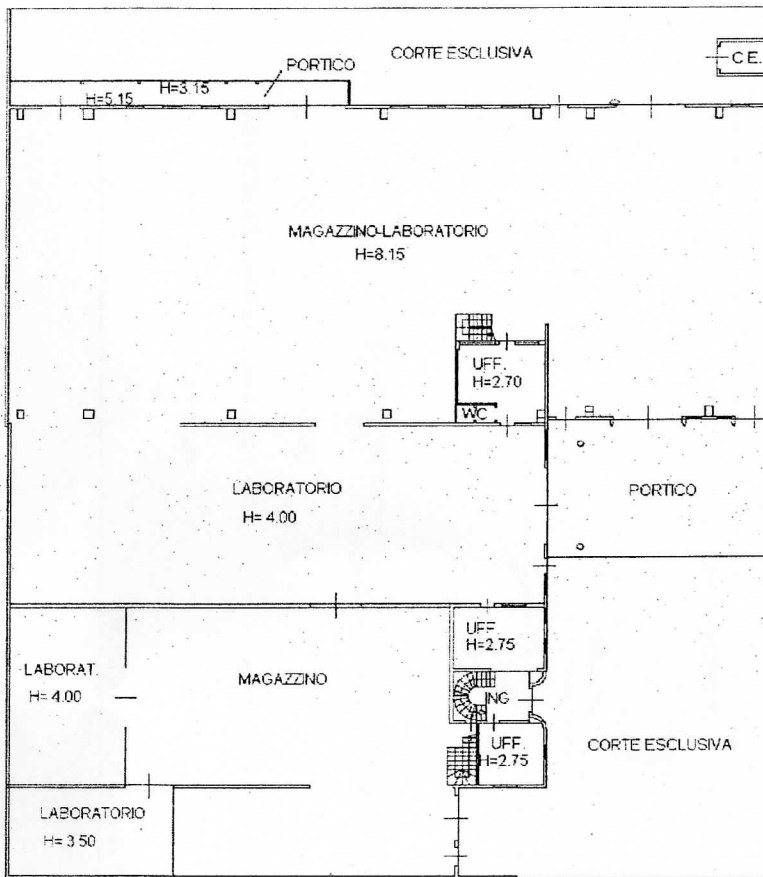 CORTE ESCLUSIVA
C.E.
PORTICO
H=3.15
H=5.15
MAGAZZINO-LABORATORIO
H=8.15
UFF.
H=2.70
WC
LABORATORIO
H= 4.00
PORTICO
UFF.
H=2.75
LABORAT.
H= 4.00
MAGAZZINO
ING
UFF.
H=2.75
CORTE ESCLUSIVA
LABORATORIO
H= 3.50